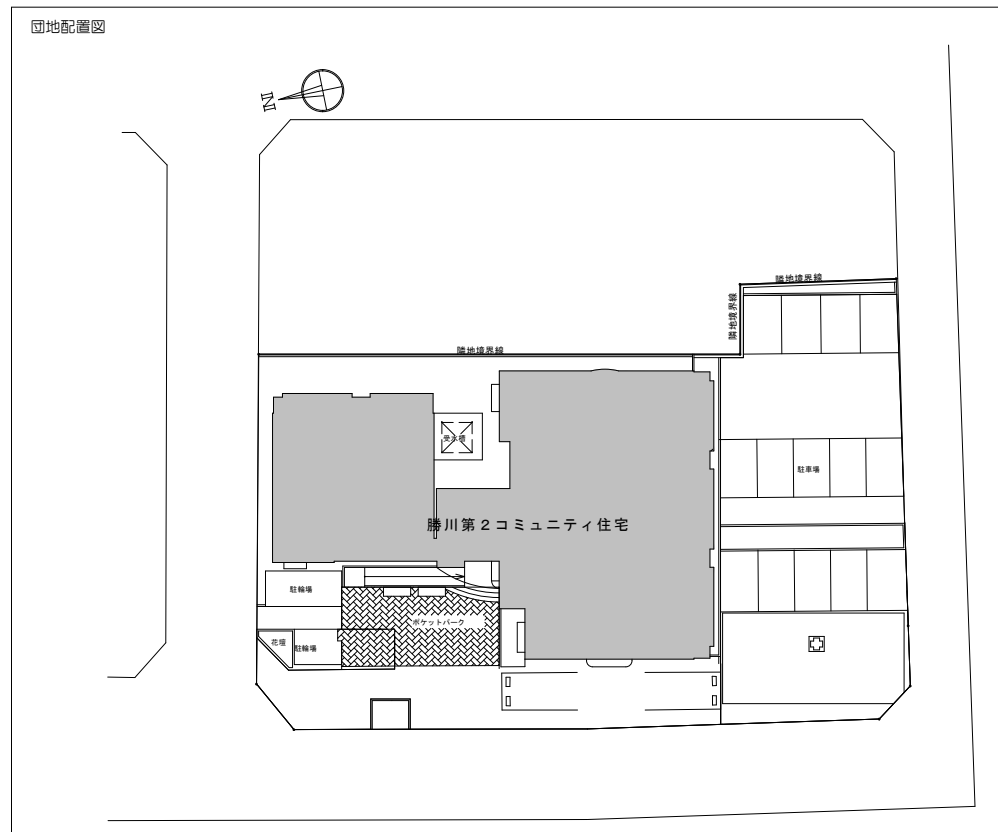 団地配置図
N
隣地境界線
隣地境界線
隣地境界線
受水槽
駐車場
勝川第２コミュニティ住宅
駐輪場
ポケットパーク
花壇
駐輪場